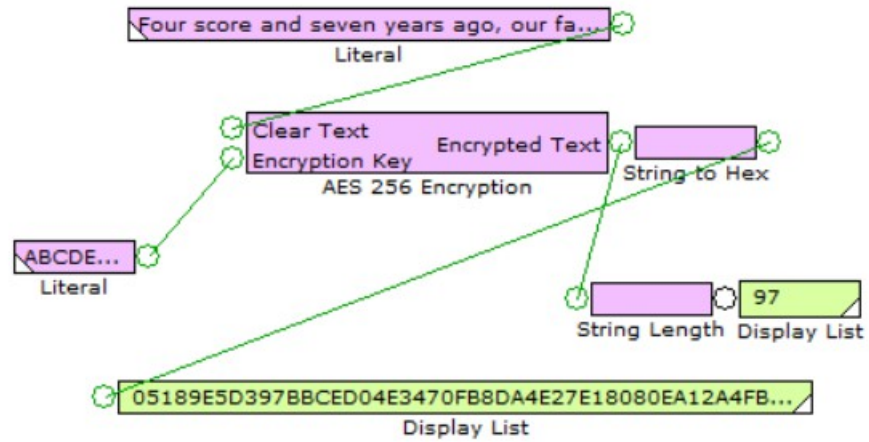 Four score and seven years ago, our fa...
Literal
Clear Text
Encrypted Text
Encryption Key
AES 256 Encryption
String to Hex
ABCDE...
Literal
97
String Length
Display List
05189E5D397BBCED04E3470FB8DA4E27E18080EA12A4FB...
Display List